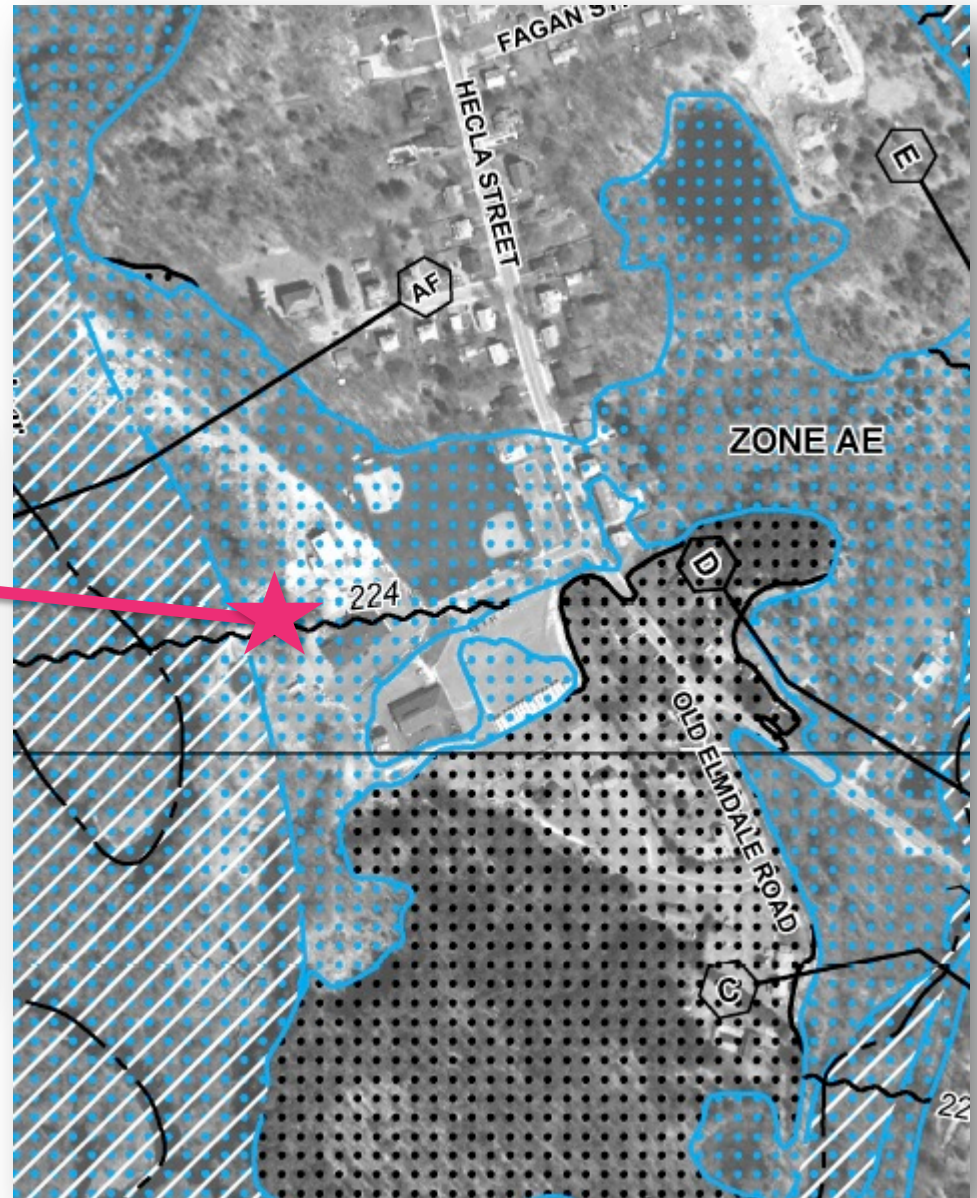 FAGAN ST
HECLA STREET
E
AF
ZONE AE
D
224
OLD ELMDALE ROAD
C
22